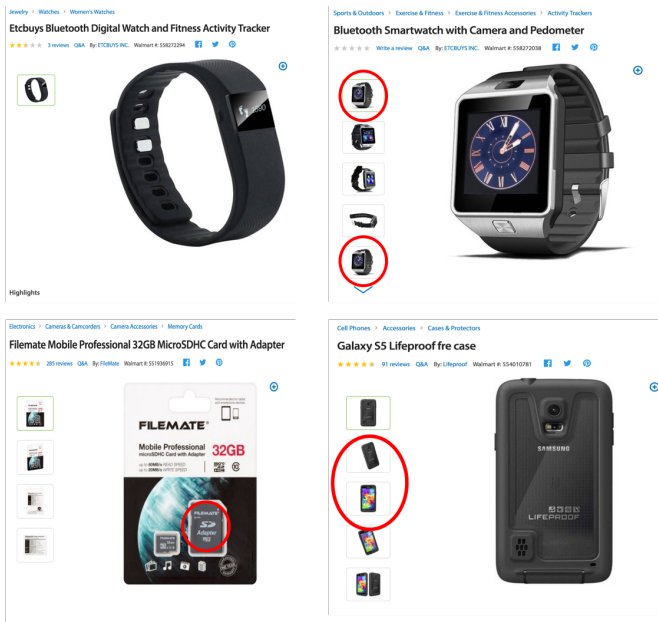 Jewelry > Watches > Women's Watches
Etcbuys Bluetooth Digital Watch and Fitness Activity Tracker
3 reviews Q&A By: ETCBUYS INC. Walmart #: 558272294
Highlights
Sports & Outdoors > Exercise & Fitness > Exercise & Fitness Accessories > Activity Trackers
Bluetooth Smartwatch with Camera and Pedometer
Write a review Q&A By: ETCBUYS INC. Walmart #: 558272038
Electronics > Cameras & Camcorders > Camera Accessories > Memory Cards
Filemate Mobile Professional 32GB MicroSDHC Card with Adapter
285 reviews Q&A By: FileMate Walmart #: 551936915
FILEMATE
Mobile Professional
microSDHC Card with Adapter
32GB
FILEMATE
Adapter
Cell Phones > Accessories > Cases & Protectors
Galaxy S5 Lifeproof fre case
91 reviews Q&A By: Lifeproof Walmart #: 554010781
SAMSUNG
LIFEPROOF